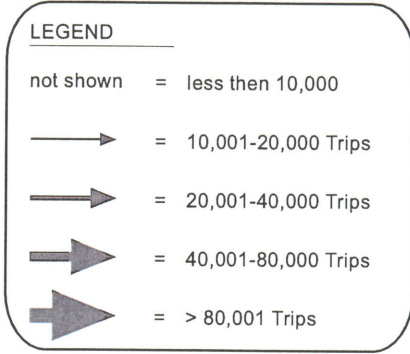 LEGEND
not shown = less then 10,000
= 10,001-20,000 Trips
= 20,001-40,000 Trips
= 40,001-80,000 Trips
= > 80,001 Trips